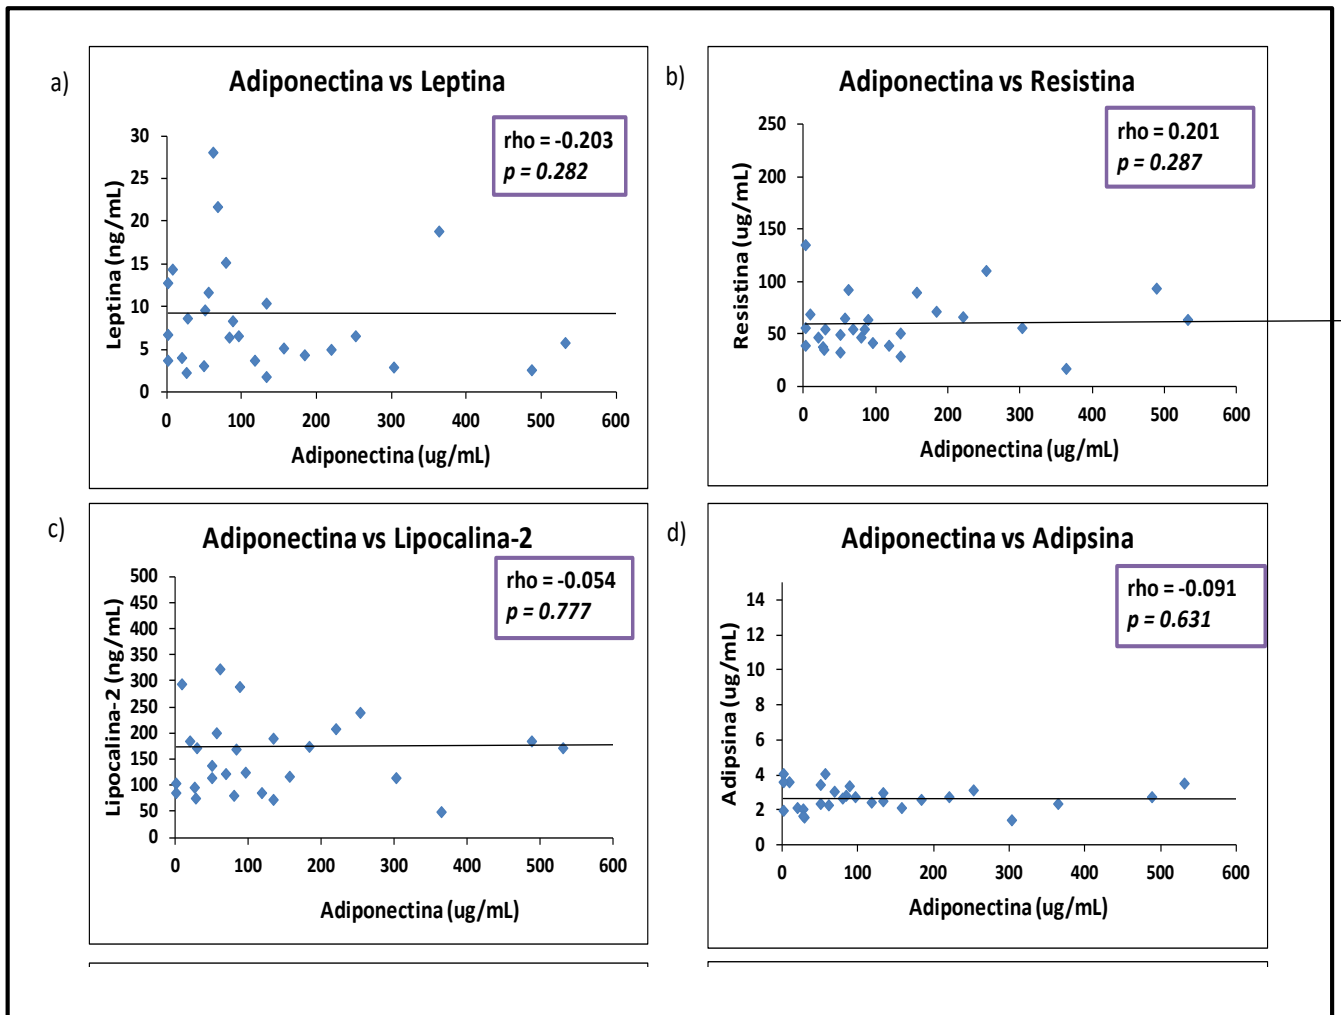 a)
Adiponectina vs Leptina
rho = -0.203
p = 0.282
Leptina (ng/mL)
30
25
20
15
10
5
0
0 100 200 300 400 500 600
Adiponectina (ug/mL)
b)
Adiponectina vs Resistina
rho = 0.201
p = 0.287
Resistina (ug/mL)
250
200
150
100
50
0
0 100 200 300 400 500 600
Adiponectina (ug/mL)
c)
Adiponectina vs Lipocalina-2
rho = -0.054
p = 0.777
Lipocalina-2 (ng/mL)
500
450
400
350
300
250
200
150
100
50
0
0 100 200 300 400 500 600
Adiponectina (ug/mL)
d)
Adiponectina vs Adipsina
rho = -0.091
p = 0.631
Adipsina (ug/mL)
14
12
10
8
6
4
2
0
0 100 200 300 400 500 600
Adiponectina (ug/mL)